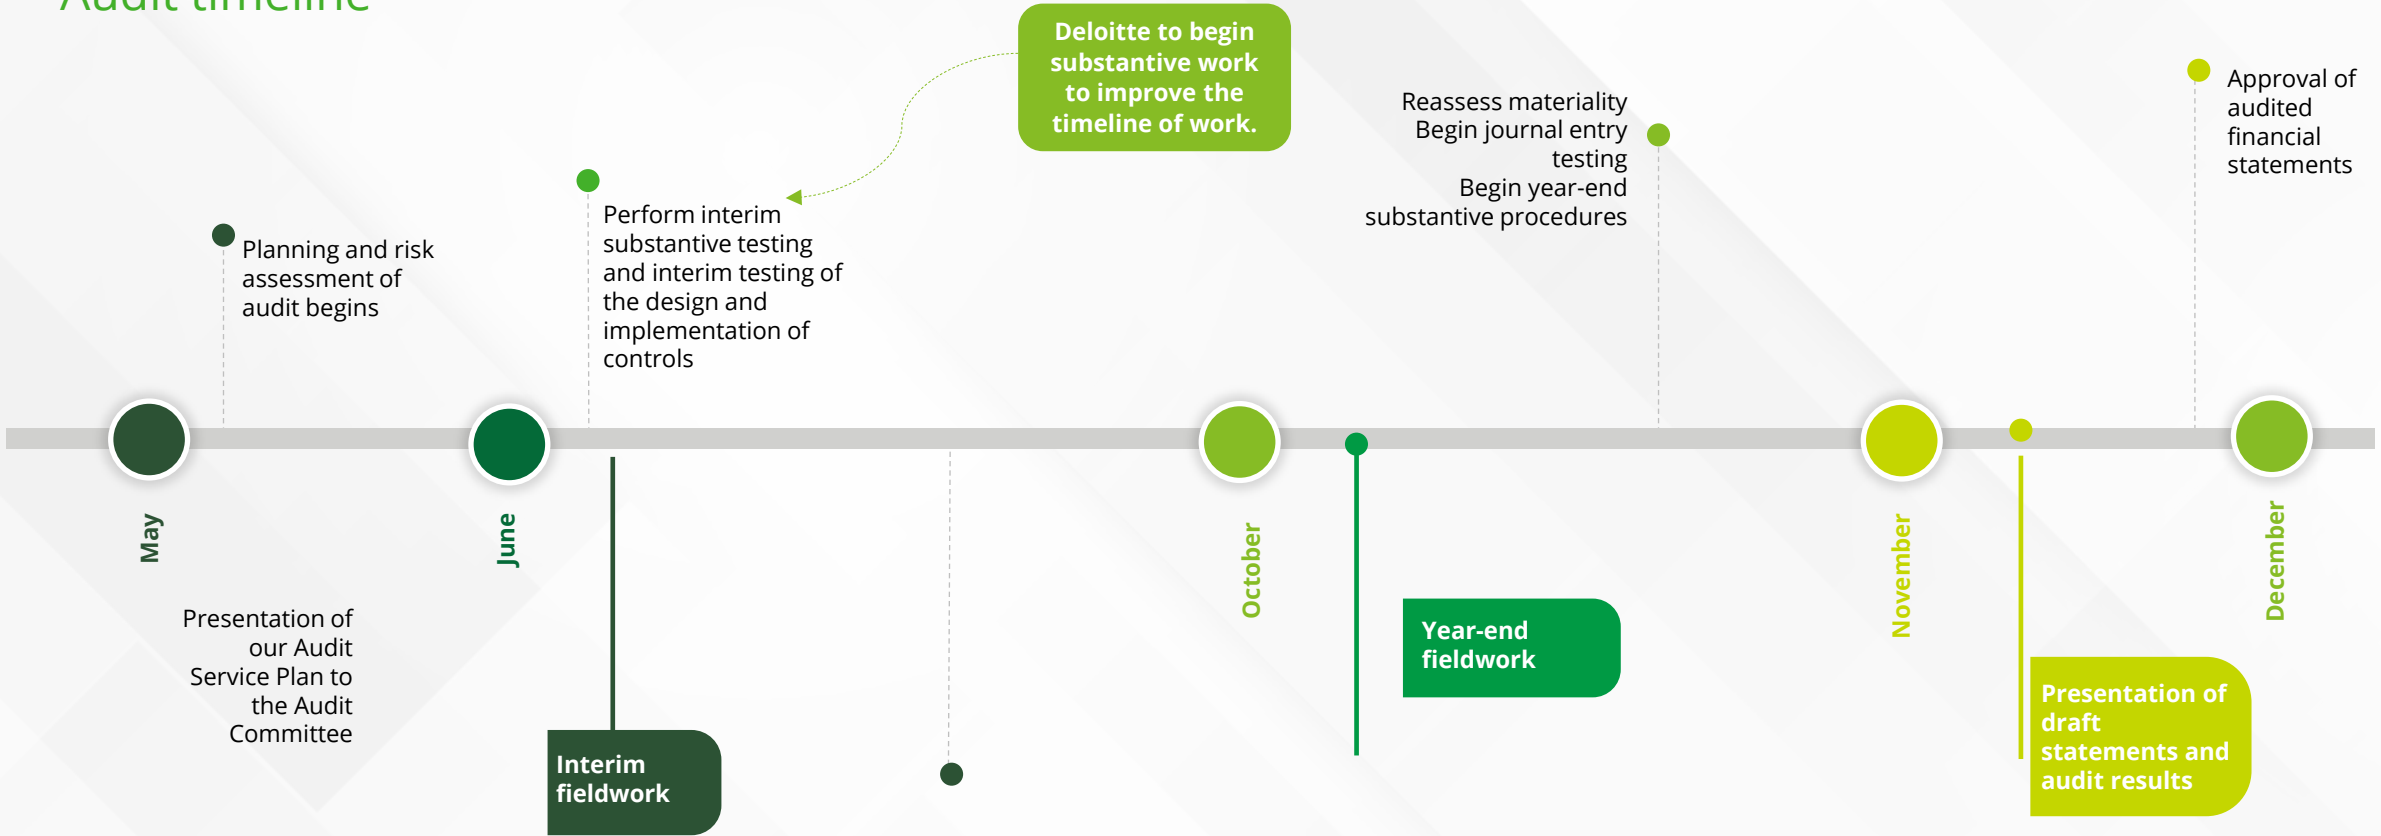 Audit timeline
Deloitte to begin
substantive work
to improve the
timeline of work.
Approval of
audited
financial
statements
Reassess materiality
Begin journal entry
testing
Begin year-end
substantive procedures
Perform interim
substantive testing
and interim testing of
the design and
implementation of
controls
Planning and risk
assessment of
audit begins
May
June
October
November
December
Presentation of
our Audit
Service Plan to
the Audit
Committee
Interim
fieldwork
Year-end
fieldwork
Presentation of
draft
statements and
audit results